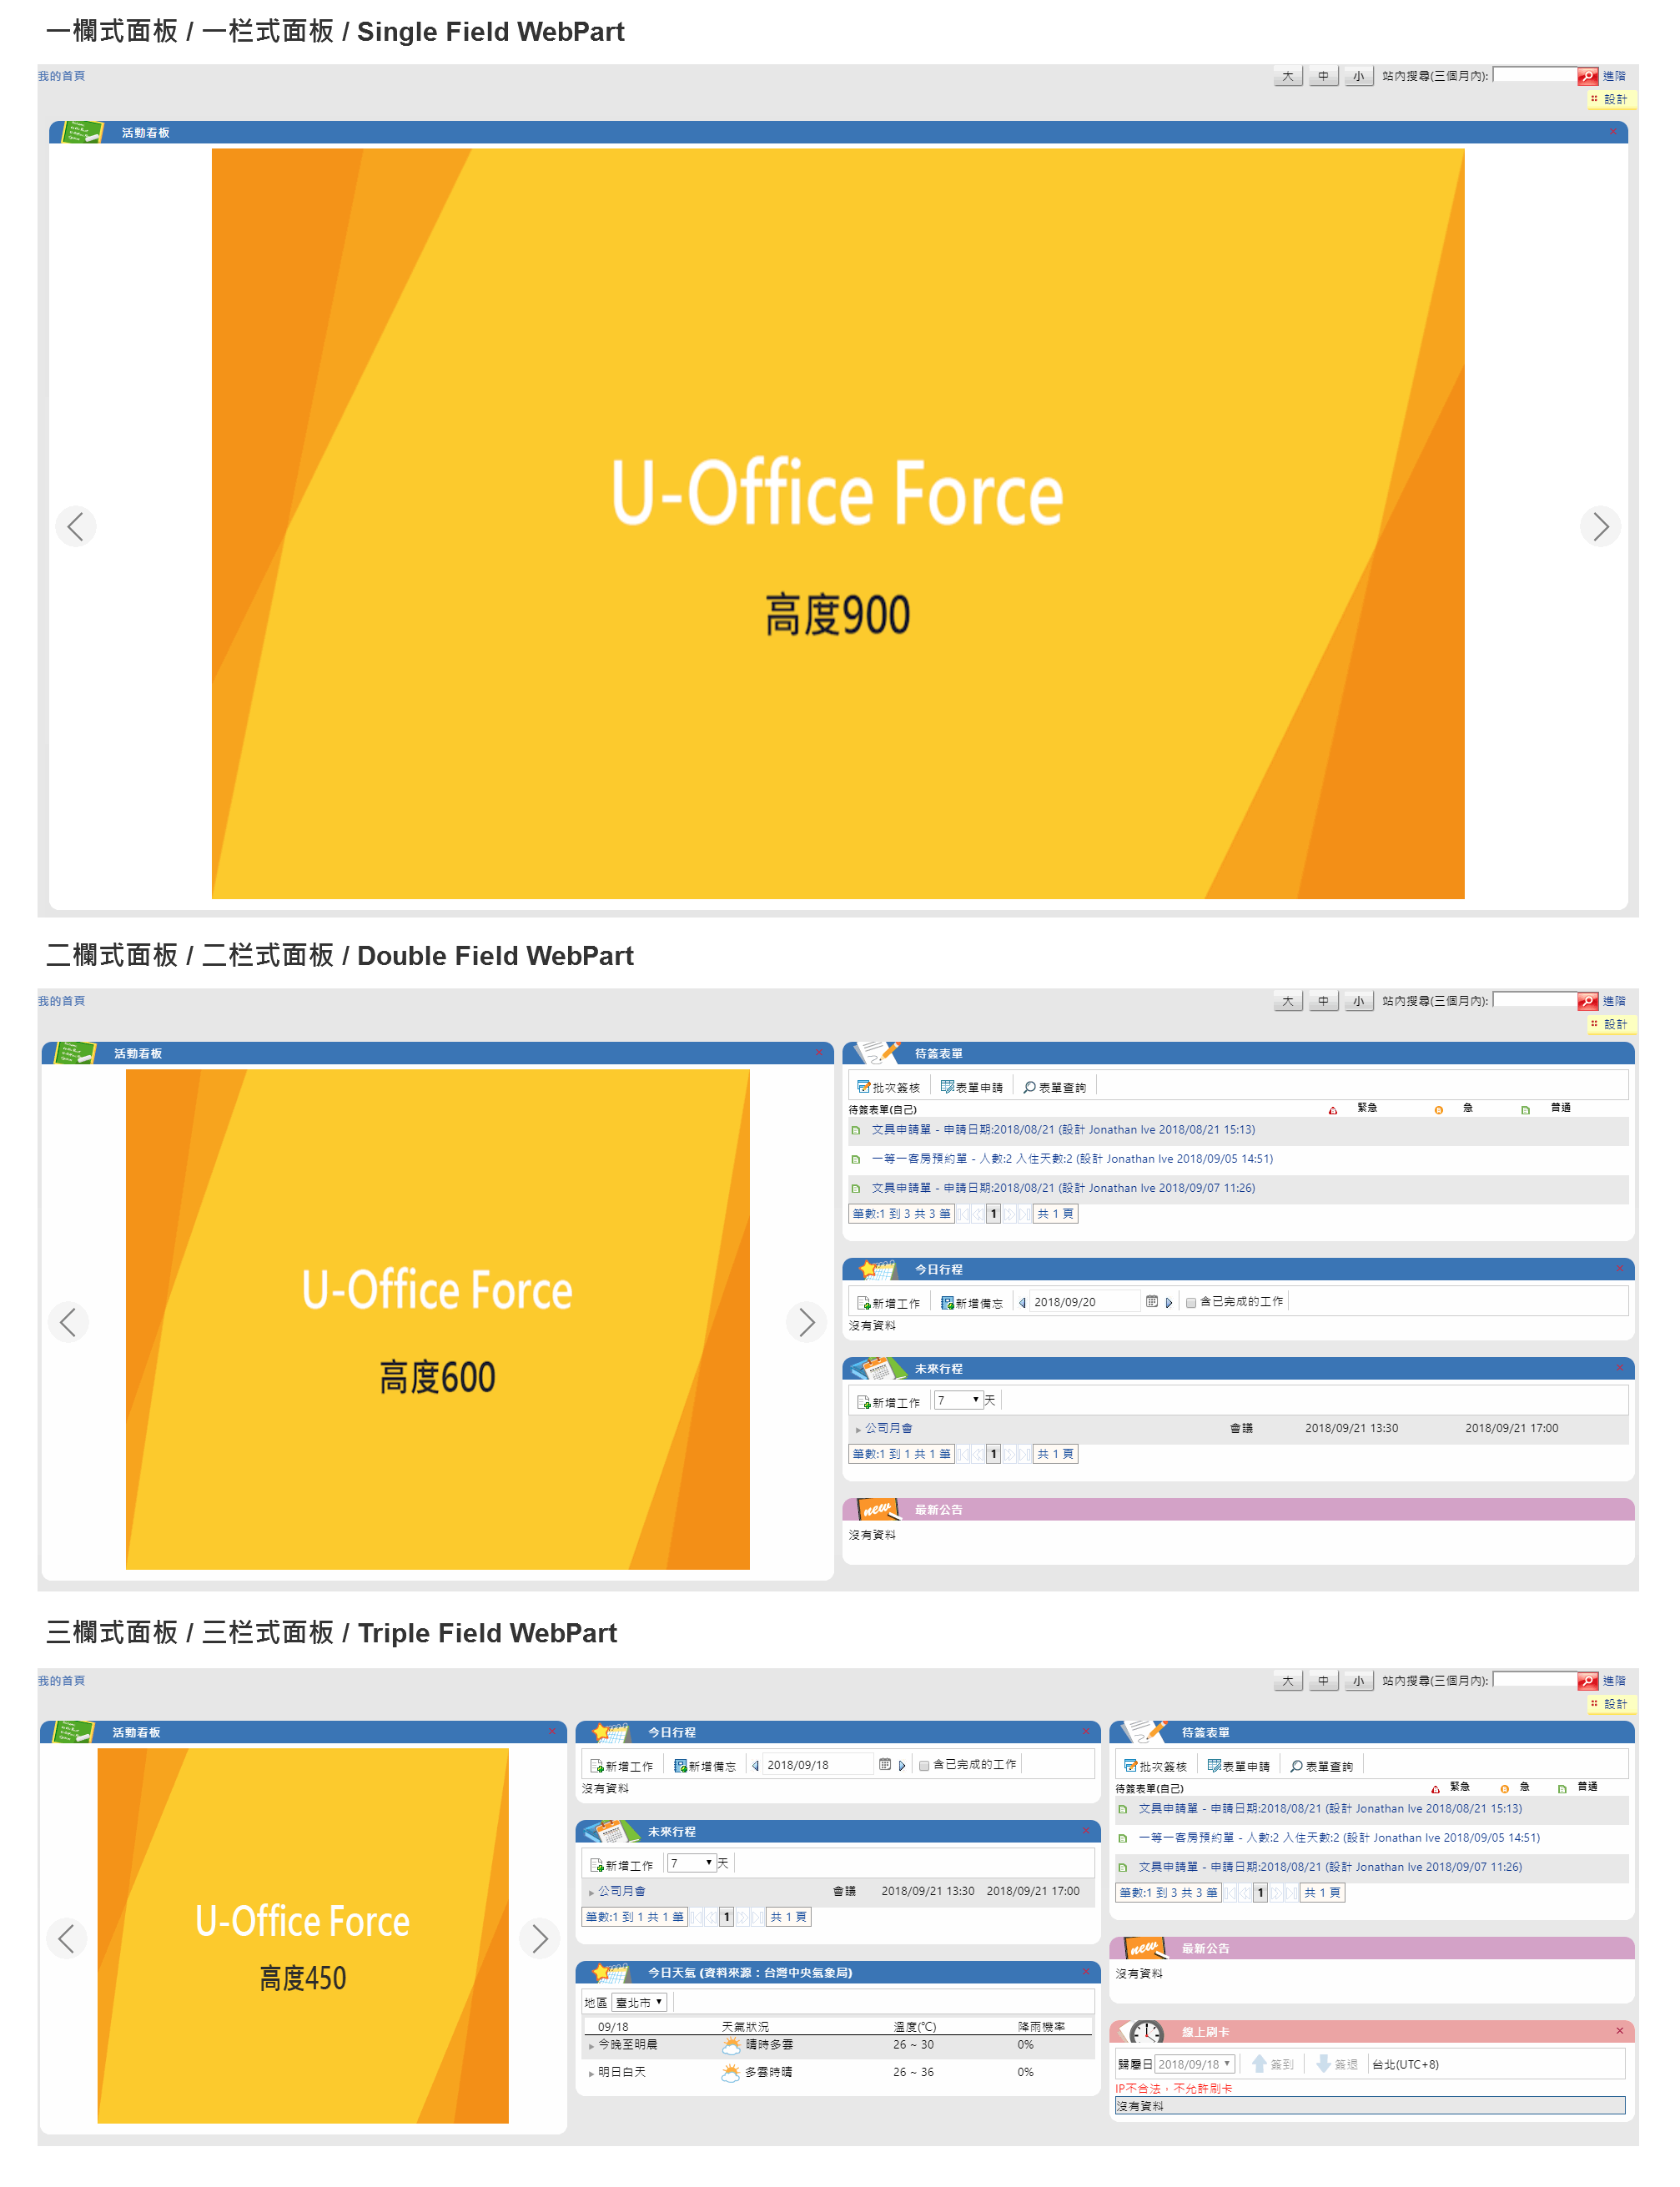 一欄式面板 / 一栏式面板 / Single Field WebPart
我的首頁
大 中 小 站內搜尋(三個月內): 進階
設計
活動看板
U-Office Force
高度900
二欄式面板 / 二栏式面板 / Double Field WebPart
我的首頁
大 中 小 站內搜尋(三個月內): 進階
設計
活動看板
U-Office Force
高度600
待簽表單
批次簽核 表單申請 表單查詢
待簽表單(自己) 緊急 急 普通
文具申請單 - 申請日期:2018/08/21 (設計 Jonathan Ive 2018/08/21 15:13)
一等一客房預約單 - 人數:2 入住天數:2 (設計 Jonathan Ive 2018/09/05 14:51)
文具申請單 - 申請日期:2018/08/21 (設計 Jonathan Ive 2018/09/07 11:26)
筆數:1 到 3 共 3 筆 1 共 1 頁
今日行程
新增工作 新增備忘 2018/09/20 含已完成的工作
沒有資料
未來行程
新增工作 7 天
公司月會 會議 2018/09/21 13:30 2018/09/21 17:00
筆數:1 到 1 共 1 筆 1 共 1 頁
new 最新公告
沒有資料
三欄式面板 / 三栏式面板 / Triple Field WebPart
我的首頁
大 中 小 站內搜尋(三個月內): 進階
設計
活動看板
U-Office Force
高度450
今日行程
新增工作 新增備忘 2018/09/18 含已完成的工作
沒有資料
未來行程
新增工作 7 天
公司月會 會議 2018/09/21 13:30 2018/09/21 17:00
筆數:1 到 1 共 1 筆 1 共 1 頁
今日天氣 (資料來源：台灣中央氣象局)
地區 臺北市
09/18 天氣狀況 溫度(℃) 降雨機率
今晚至明晨 晴時多雲 26 ~ 30 0%
明日白天 多雲時晴 26 ~ 36 0%
待簽表單
批次簽核 表單申請 表單查詢
待簽表單(自己) 緊急 急 普通
文具申請單 - 申請日期:2018/08/21 (設計 Jonathan Ive 2018/08/21 15:13)
一等一客房預約單 - 人數:2 入住天數:2 (設計 Jonathan Ive 2018/09/05 14:51)
文具申請單 - 申請日期:2018/08/21 (設計 Jonathan Ive 2018/09/07 11:26)
筆數:1 到 3 共 3 筆 1 共 1 頁
new 最新公告
沒有資料
線上刷卡
歸屬日 2018/09/18 簽到 簽退 台北(UTC+8)
IP不合法，不允許刷卡
沒有資料